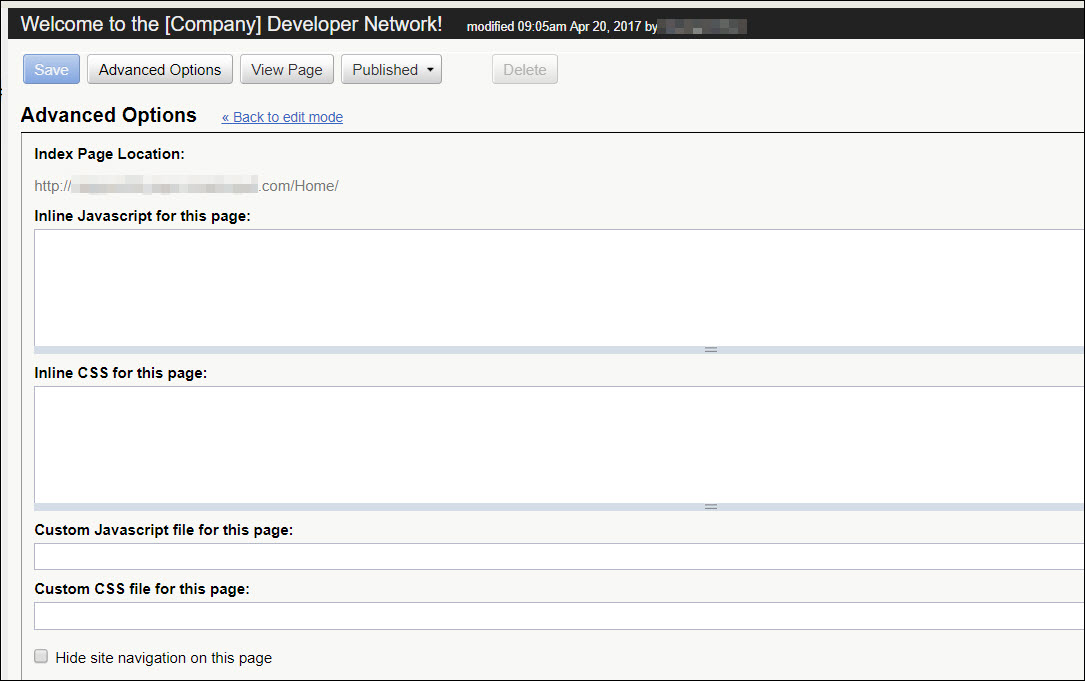 Welcome to the [Company] Developer Network! modified 09:05am Apr 20, 2017 by
Save Advanced Options View Page Published Delete
Advanced Options « Back to edit mode
Index Page Location:
http:// .com/Home/
Inline Javascript for this page:
Inline CSS for this page:
Custom Javascript file for this page:
Custom CSS file for this page:
Hide site navigation on this page